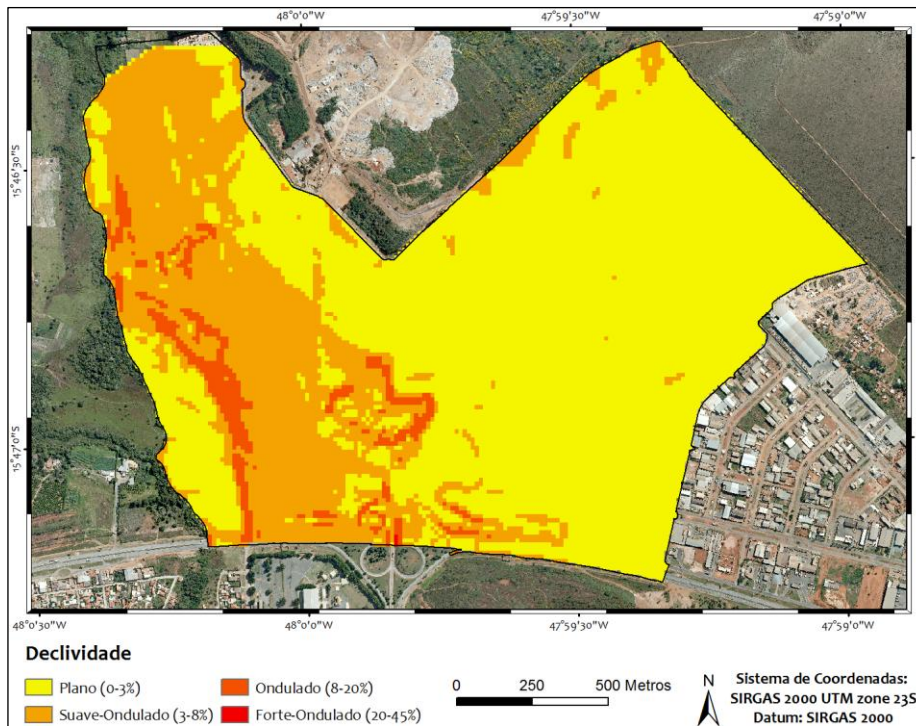 48°0'0"W 47°59'30"W 47°59'0"W
15°46'30"S
15°47'0"S
48°0'30"W 48°0'0"W 47°59'30"W 47°59'0"W
Declividade
Plano (0-3%) Ondulado (8-20%)
Suave-Ondulado (3-8%) Forte-Ondulado (20-45%)
0 250 500 Metros
N
Sistema de Coordenadas:
SIRGAS 2000 UTM zone 23S
Datum: SIRGAS 2000